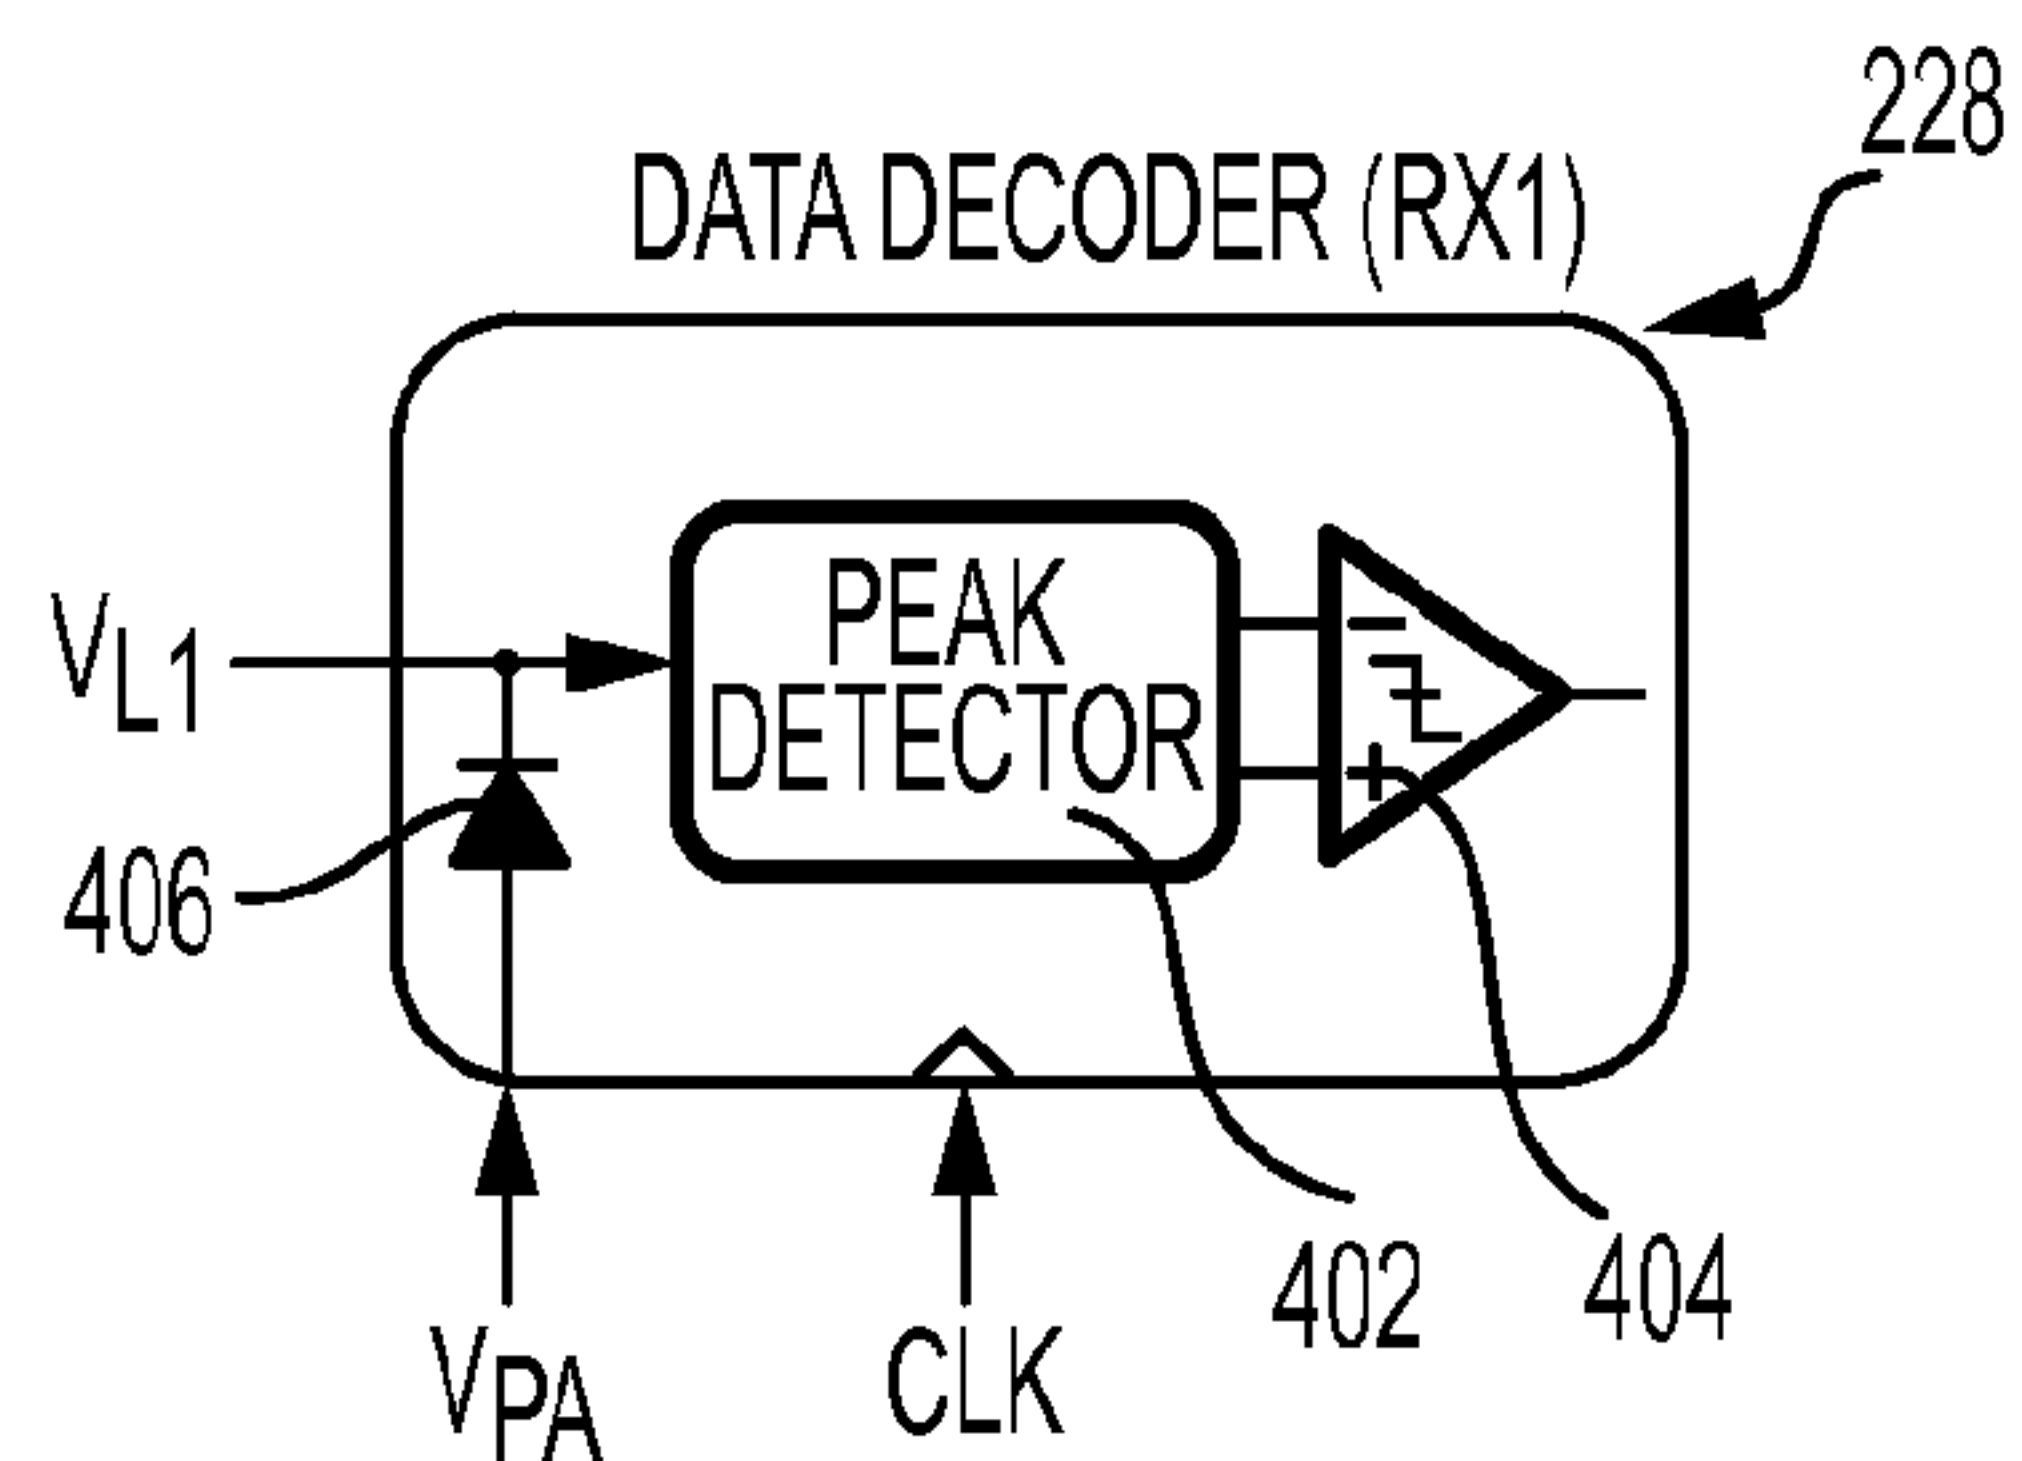 228
DATA DECODER (RX1)
PEAK
DETECTOR
VL1
406
402
404
VPA
CLK